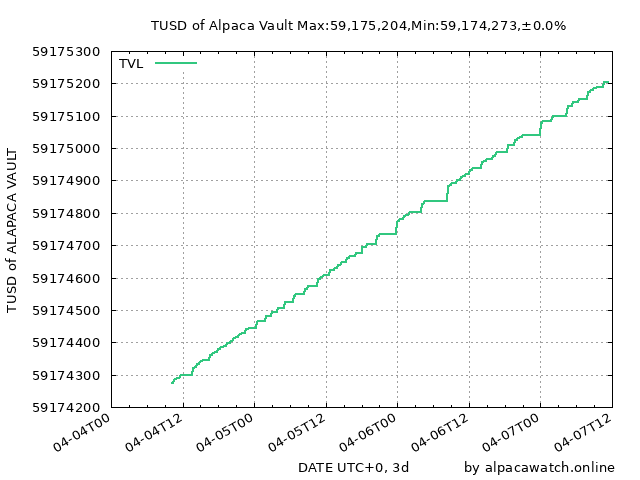 TUSD of Alpaca Vault Max:59,175,204,Min:59,174,273,±0.0%
TVL
TUSD of ALAPACA VAULT
59175300
59175200
59175100
59175000
59174900
59174800
59174700
59174600
59174500
59174400
59174300
59174200
04-04T00
04-04T12
04-05T00
04-05T12
04-06T00
04-06T12
04-07T00
04-07T12
DATE UTC+0, 3d
by alpacawatch.online